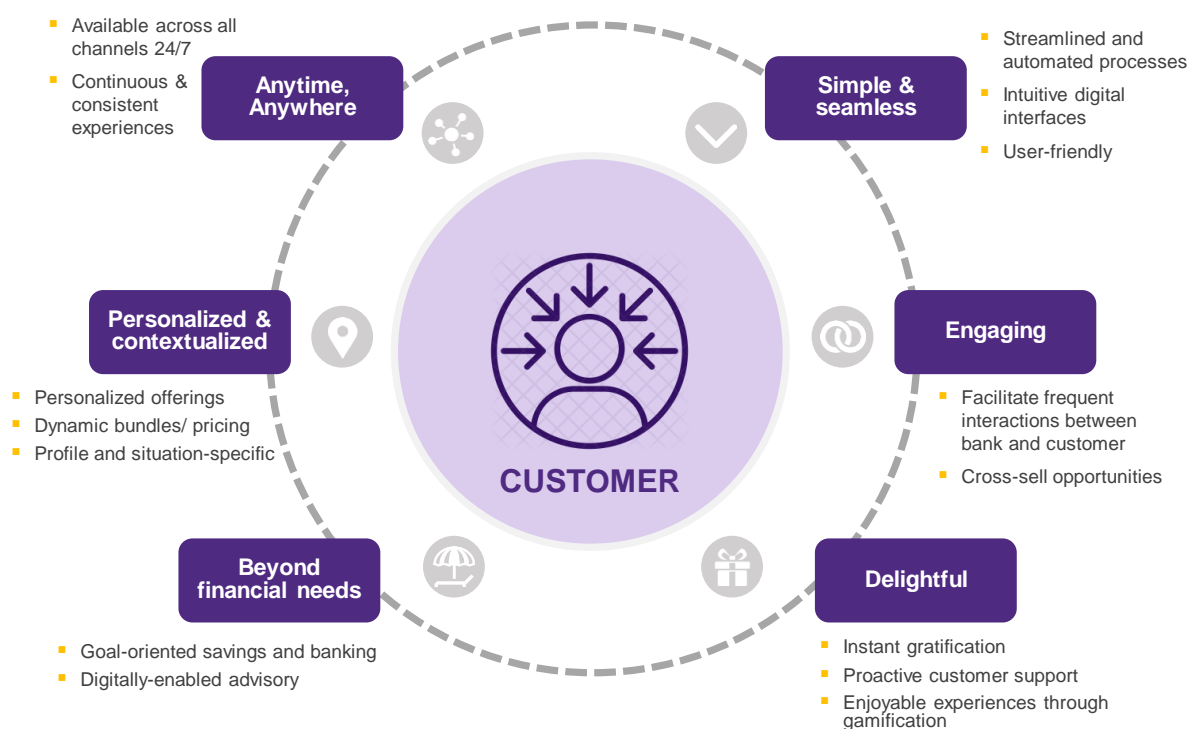 Available across all
channels 24/7
Continuous &
consistent
experiences
Anytime,
Anywhere
Simple &
seamless
Streamlined and
automated processes
Intuitive digital
interfaces
User-friendly
Personalized &
contextualized
Personalized offerings
Dynamic bundles/ pricing
Profile and situation-specific
CUSTOMER
Engaging
Facilitate frequent
interactions between
bank and customer
Cross-sell opportunities
Beyond
financial needs
Goal-oriented savings and banking
Digitally-enabled advisory
Delightful
Instant gratification
Proactive customer support
Enjoyable experiences through
gamification